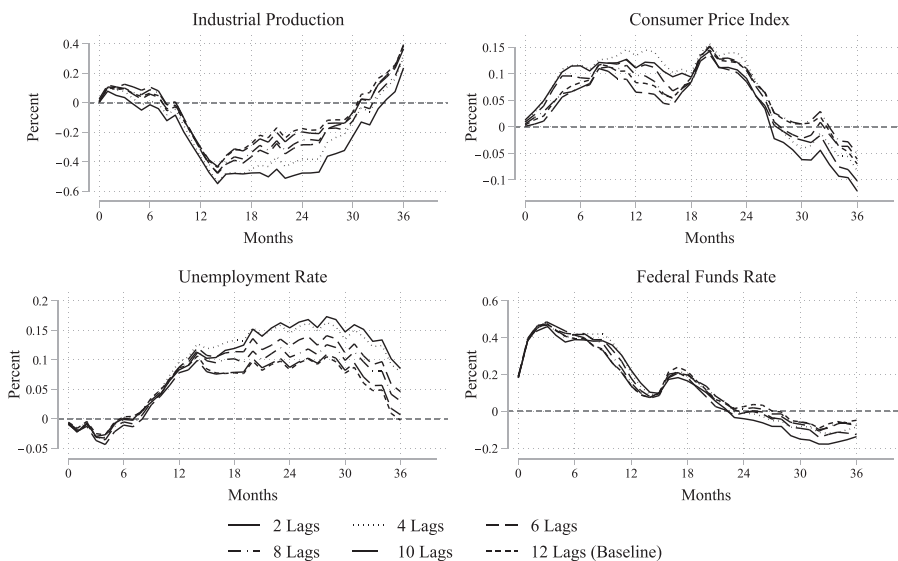 Industrial Production
0.4
0.2
0
−0.2
−0.4
−0.6
Percent
0 6 12 18 24 30 36
Months
Consumer Price Index
0.15
0.1
0.05
0
−0.05
−0.1
Percent
0 6 12 18 24 30 36
Months
Unemployment Rate
0.2
0.15
0.1
0.05
0
−0.05
Percent
0 6 12 18 24 30 36
Months
Federal Funds Rate
0.6
0.4
0.2
0
−0.2
Percent
0 6 12 18 24 30 36
Months
2 Lags 4 Lags 6 Lags
8 Lags 10 Lags 12 Lags (Baseline)